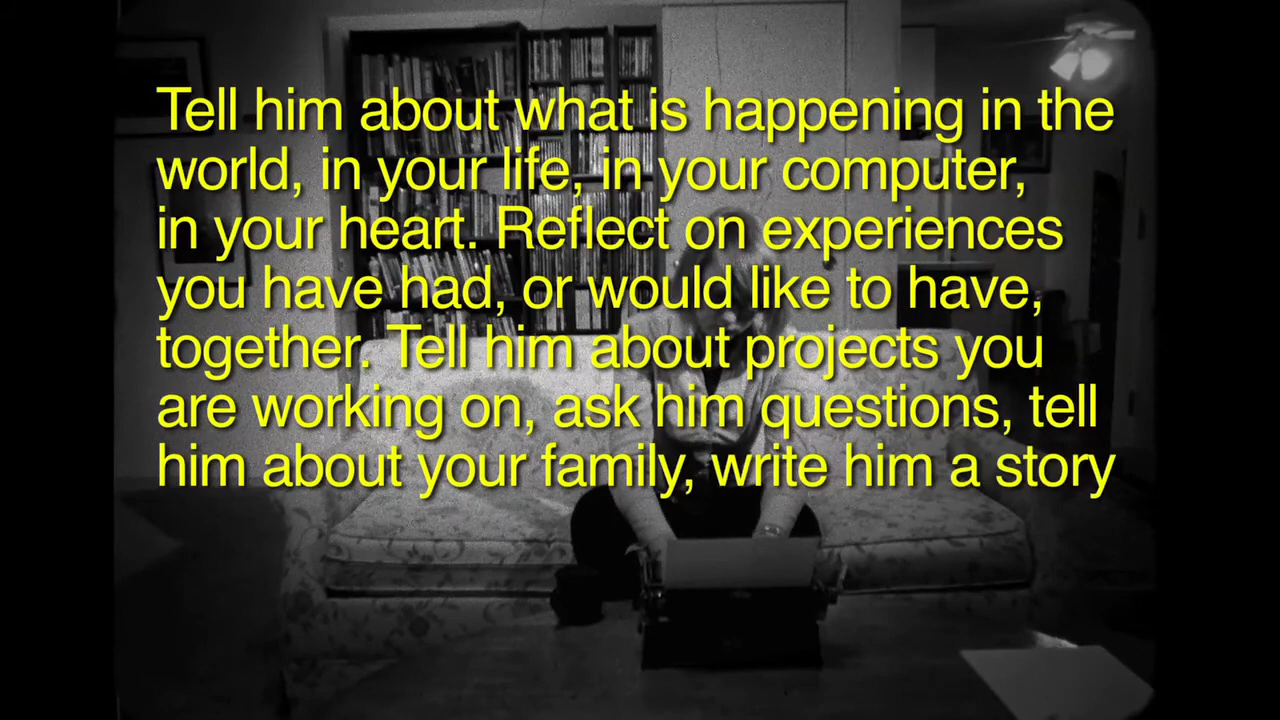 Tell him about what is happening in the
world, in your life, in your computer,
in your heart. Reflect on experiences
you have had, or would like to have,
together. Tell him about projects you
are working on, ask him questions, tell
him about your family, write him a story